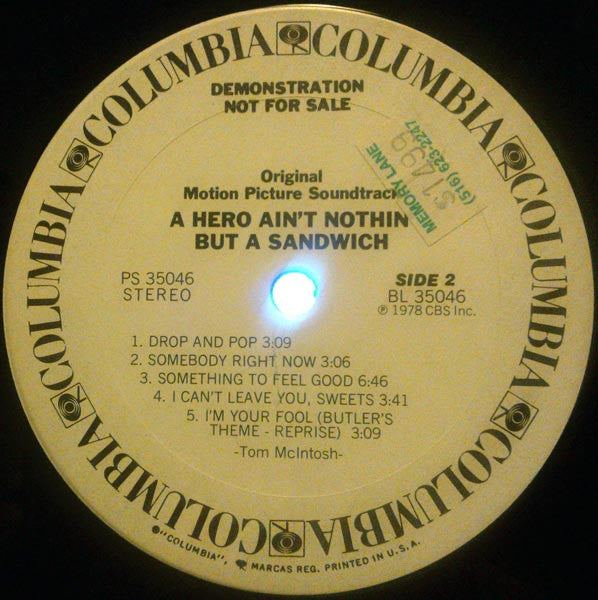 COLUMBIA COLUMBIA COLUMBIA COLUMBIA COLUMBIA COLUMBIA COLUMBIA COLUMBIA
DEMONSTRATION
NOT FOR SALE
MEMORY LANE
$1499
(516) 623-2247
Original
Motion Picture Soundtrack
A HERO AIN'T NOTHIN'
BUT A SANDWICH
PS 35046
STEREO
SIDE 2
BL 35046
℗ 1978 CBS Inc.
1. DROP AND POP 3:09
2. SOMEBODY RIGHT NOW 3:06
3. SOMETHING TO FEEL GOOD 6:46
4. I CAN'T LEAVE YOU, SWEETS 3:41
5. I'M YOUR FOOL (BUTLER'S
THEME - REPRISE) 3:09
-Tom McIntosh-
"COLUMBIA", MARCAS REG. PRINTED IN U.S.A.